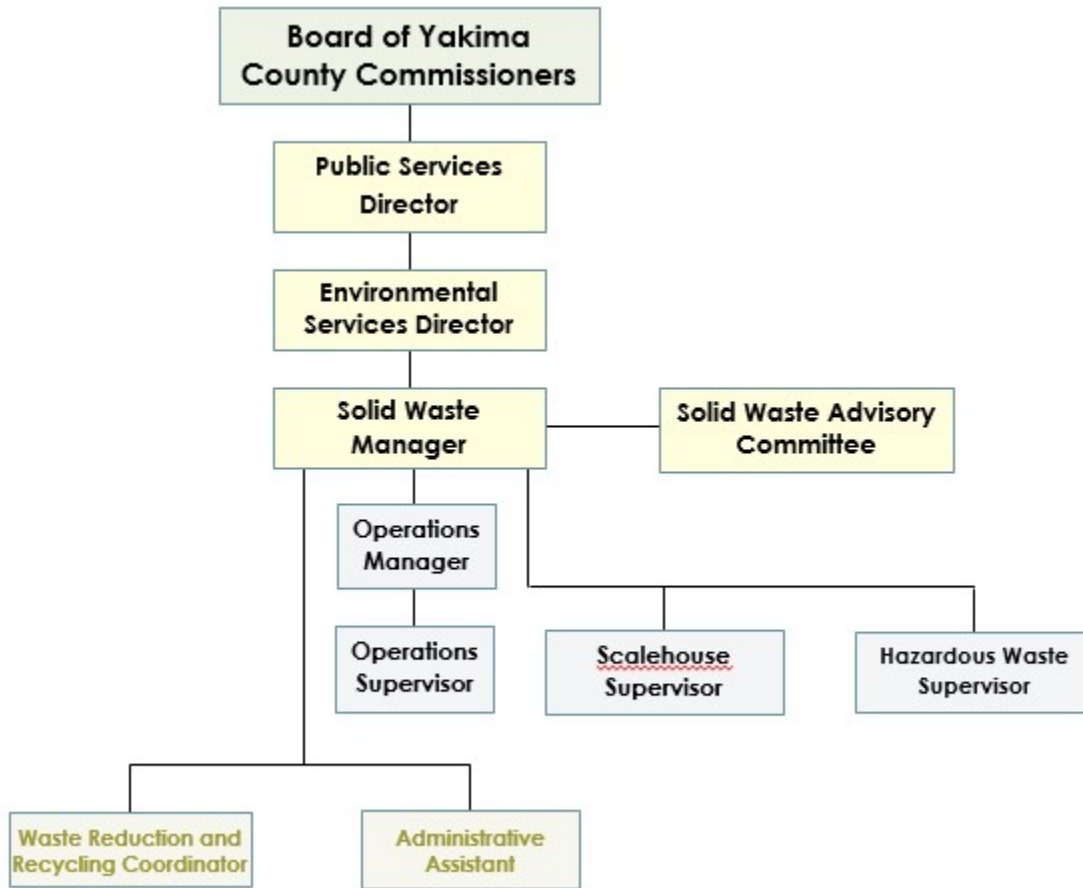 Board of Yakima
County Commissioners
Public Services
Director
Environmental
Services Director
Solid Waste
Manager
Solid Waste Advisory
Committee
Operations
Manager
Operations
Supervisor
Scalehouse
Supervisor
Hazardous Waste
Supervisor
Waste Reduction and
Recycling Coordinator
Administrative
Assistant